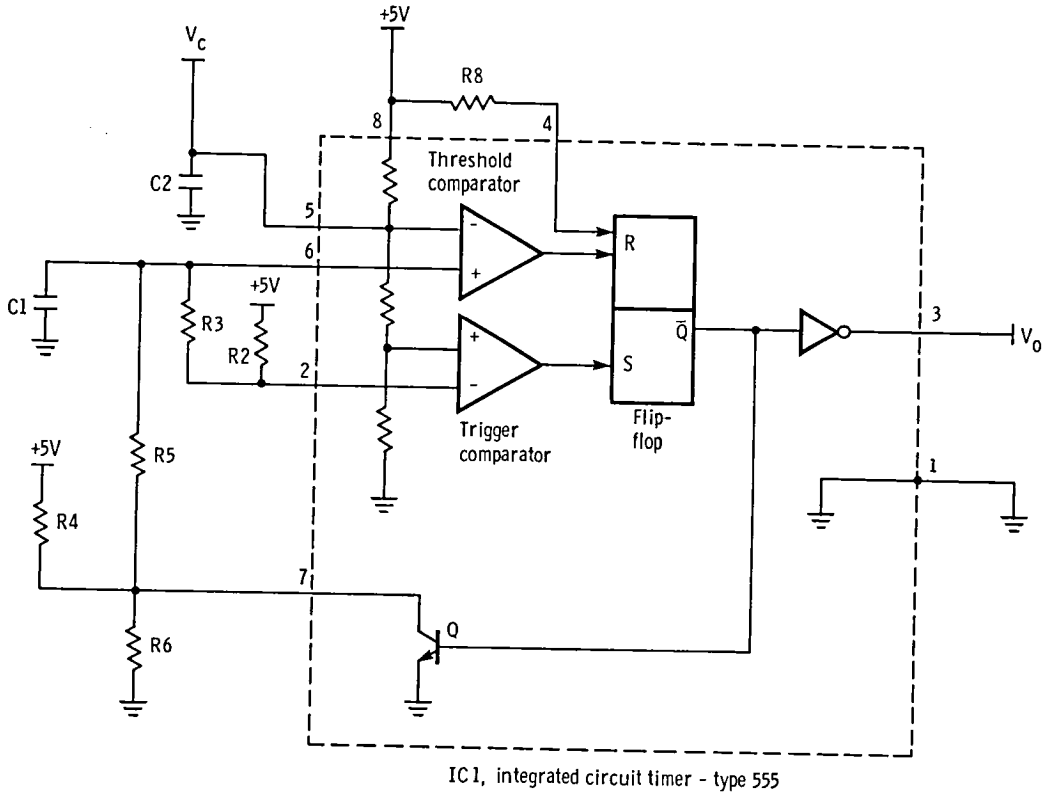 +5V
V_C
R8
8
4
Threshold
comparator
C2
5
-
R
6
+
C1
+5V
R3
R2
3
V_O
+
Q̄
2
-
S
Trigger
comparator
Flip-
flop
R5
+5V
1
R4
7
R6
Q
IC1, integrated circuit timer - type 555